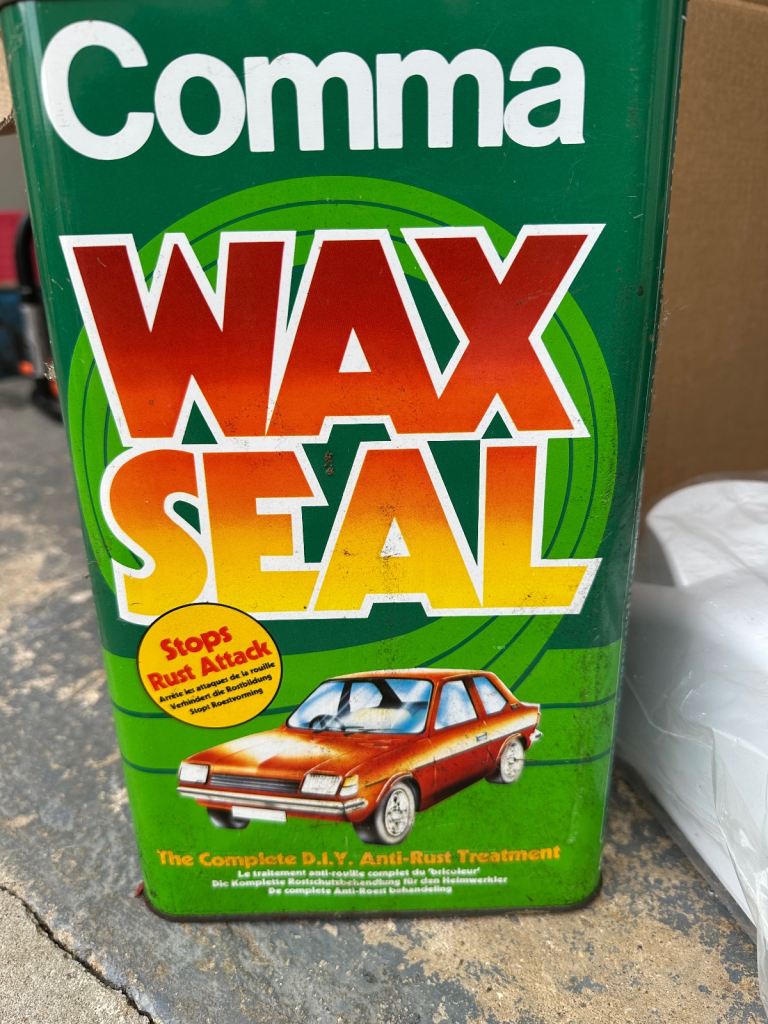 Comma
WAX
SEAL
Stops
Rust Attack
Arrête les attaques de la rouille
Verhindert die Rostbildung
Stopt Roestvorming
The Complete D.I.Y. Anti-Rust Treatment
Le traitement anti-rouille complet du 'bricoleur'
Die Komplette Rostschutzbehandlung für den Heimwerkler
De complete Anti-Roest behandeling